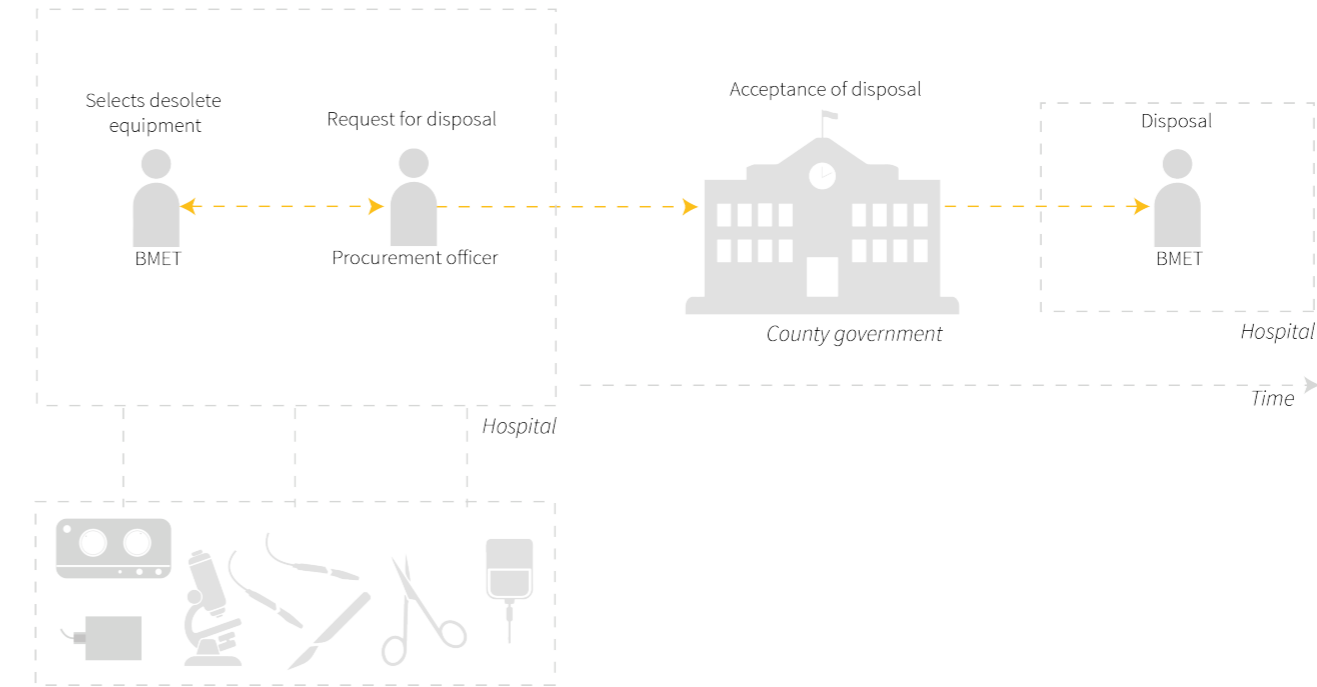 Selects desolete
equipment
BMET
Request for disposal
Procurement officer
Hospital
Acceptance of disposal
County government
Disposal
BMET
Hospital
Time